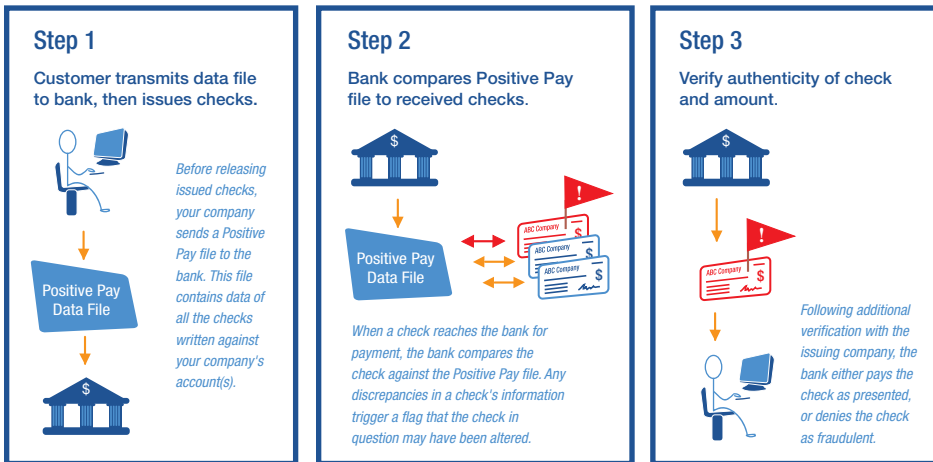 Step 1
Customer transmits data file
to bank, then issues checks.
Before releasing
issued checks,
your company
sends a Positive
Pay file to the
bank. This file
contains data of
all the checks
written against
your company's
account(s).
Positive Pay
Data File
$
Step 2
Bank compares Positive Pay
file to received checks.
$
Positive Pay
Data File
!
ABC Company
$
ABC Company
$
ABC Company
$
When a check reaches the bank for
payment, the bank compares the
check against the Positive Pay file. Any
discrepancies in a check's information
trigger a flag that the check in
question may have been altered.
Step 3
Verify authenticity of check
and amount.
$
!
ABC Company
$
Following additional
verification with the
issuing company, the
bank either pays the
check as presented,
or denies the check
as fraudulent.